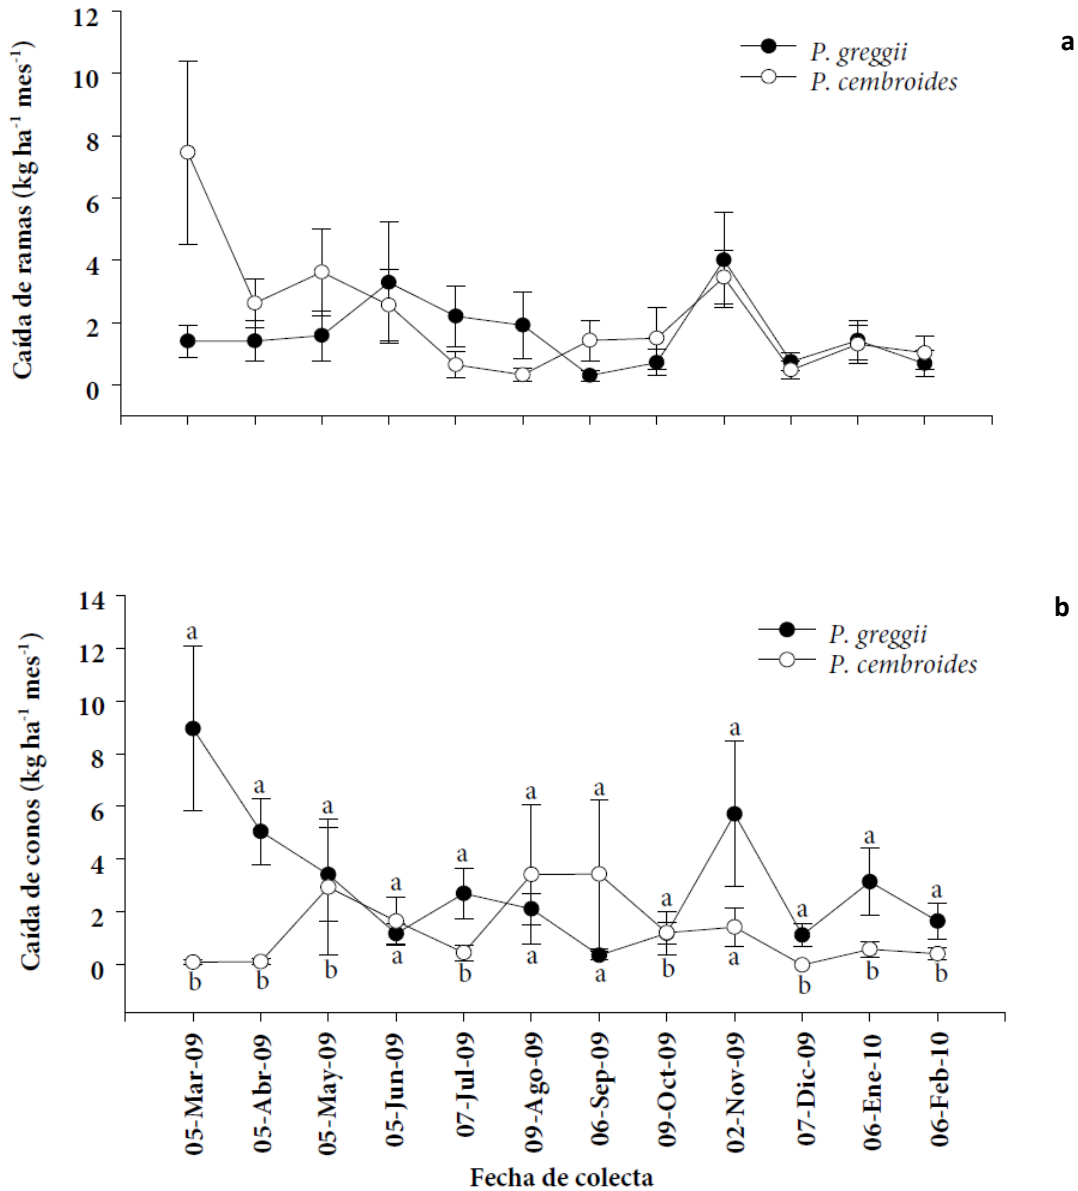 a
P. greggii
P. cembroides
Caída de ramas (kg ha⁻¹ mes⁻¹)
12
10
8
6
4
2
0
b
P. greggii
P. cembroides
Caída de conos (kg ha⁻¹ mes⁻¹)
14
12
10
8
6
4
2
0
a a a a a a a a a a a a
b b b a b a a b a b b b
05-Mar-09
05-Abr-09
05-May-09
05-Jun-09
07-Jul-09
09-Ago-09
06-Sep-09
09-Oct-09
02-Nov-09
07-Dic-09
06-Ene-10
06-Feb-10
Fecha de colecta